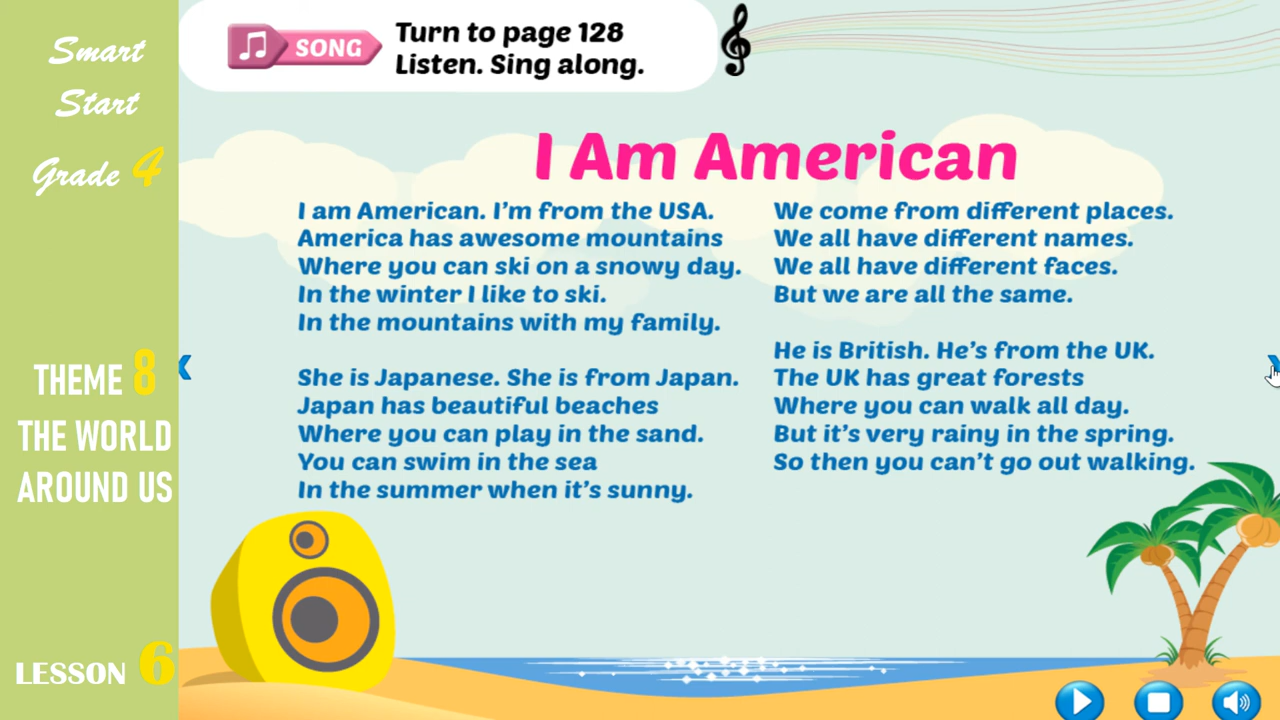 Smart
Start
Grade 4
THEME 8
THE WORLD
AROUND US
LESSON 6
SONG
Turn to page 128
Listen. Sing along.
I Am American
I am American. I'm from the USA.
America has awesome mountains
Where you can ski on a snowy day.
In the winter I like to ski.
In the mountains with my family.
She is Japanese. She is from Japan.
Japan has beautiful beaches
Where you can play in the sand.
You can swim in the sea
In the summer when it's sunny.
We come from different places.
We all have different names.
We all have different faces.
But we are all the same.
He is British. He's from the UK.
The UK has great forests
Where you can walk all day.
But it's very rainy in the spring.
So then you can't go out walking.